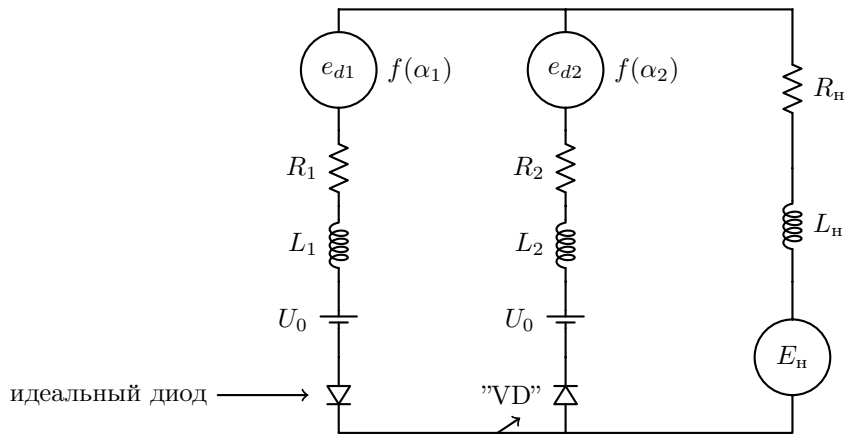 e_{d1} f(α_1) e_{d2} f(α_2)
R_н
R_1 R_2
L_н
L_1 L_2
U_0 U_0
E_н
идеальный диод "VD"